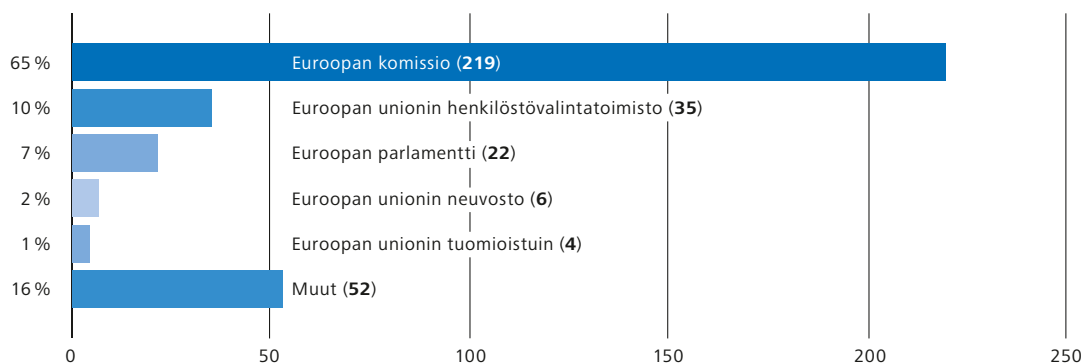 65 % Euroopan komissio (219)
10 % Euroopan unionin henkilöstövalintatoimisto (35)
7 % Euroopan parlamentti (22)
2 % Euroopan unionin neuvosto (6)
1 % Euroopan unionin tuomioistuin (4)
16 % Muut (52)
0 50 100 150 200 250